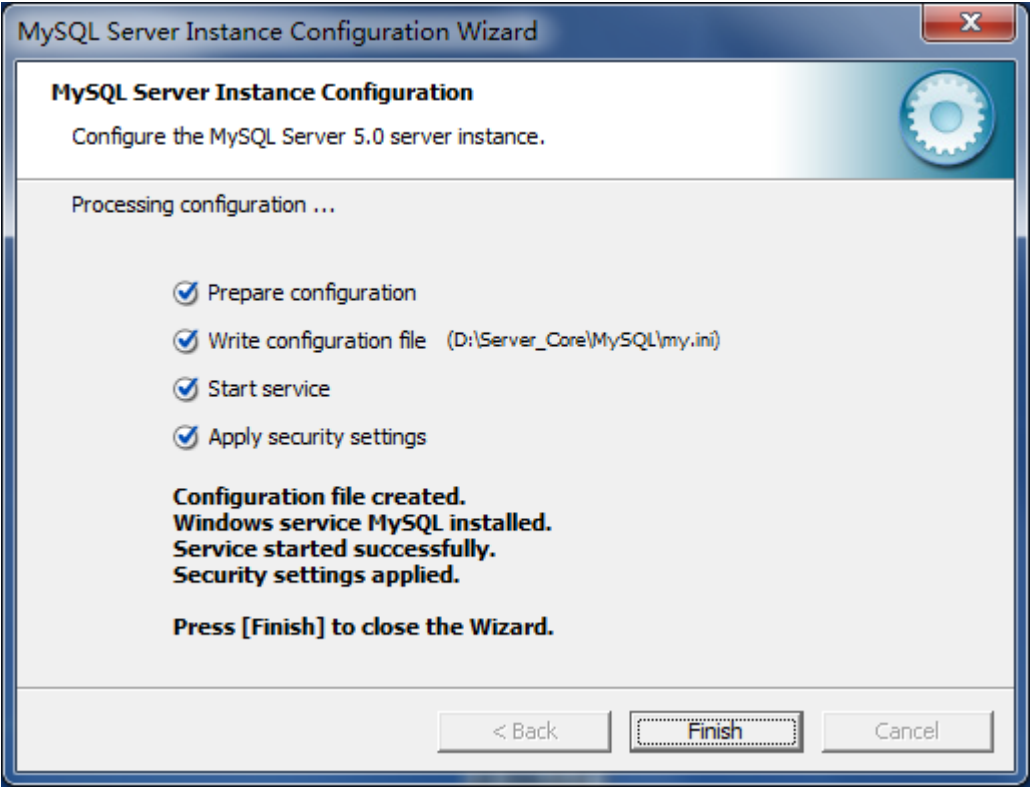 MySQL Server Instance Configuration Wizard
MySQL Server Instance Configuration
Configure the MySQL Server 5.0 server instance.
Processing configuration ...
Prepare configuration
Write configuration file (D:\Server_Core\MySQL\my.ini)
Start service
Apply security settings
Configuration file created.
Windows service MySQL installed.
Service started successfully.
Security settings applied.
Press [Finish] to close the Wizard.
< Back Finish Cancel